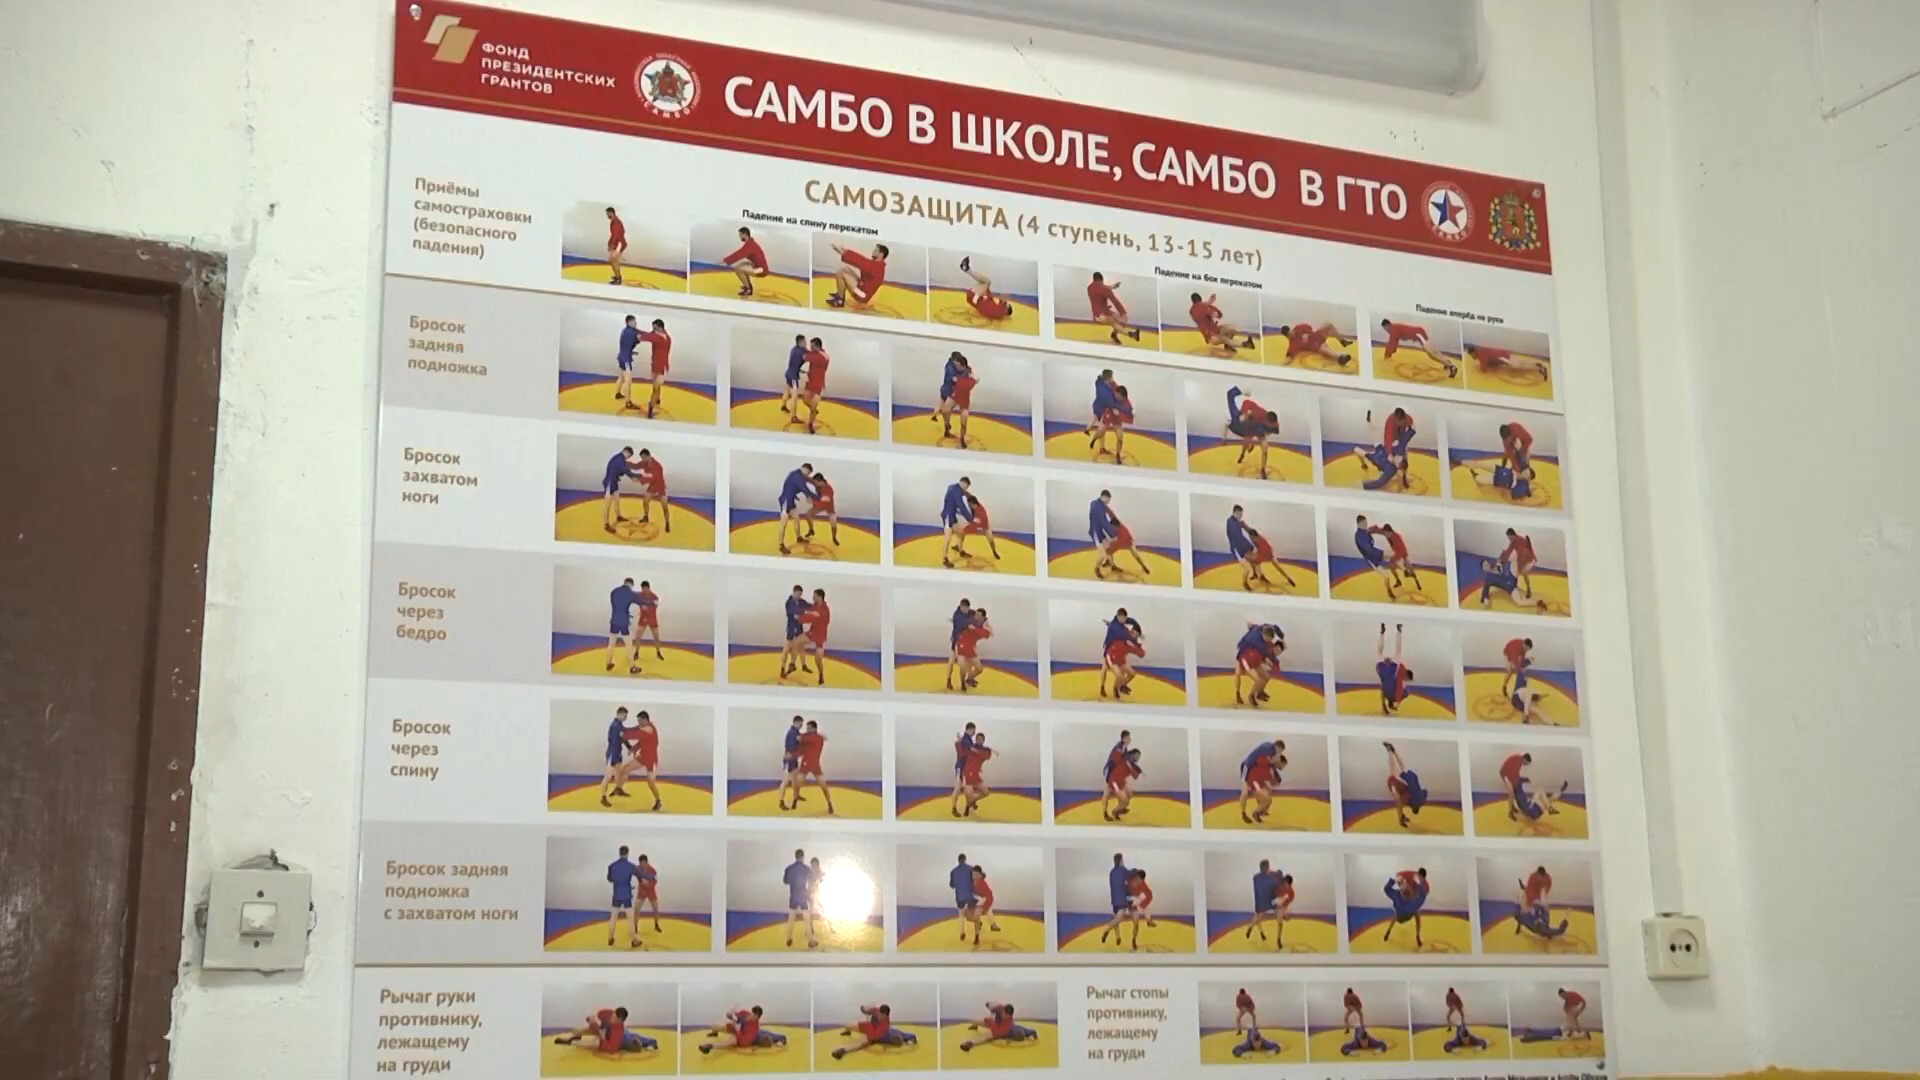 ФОНД
ПРЕЗИДЕНТСКИХ
ГРАНТОВ
САМБО
САМБО В ШКОЛЕ, САМБО В ГТО
САМБО
САМОЗАЩИТА (4 ступень, 13-15 лет)
Приёмы
самостраховки
(безопасного
падения)
Падение на спину перекатом
Падение на бок перекатом
Падение вперёд на руки
Бросок
задняя
подножка
Бросок
захватом
ноги
Бросок
через
бедро
Бросок
через
спину
Бросок задняя
подножка
с захватом ноги
Рычаг руки
противнику,
лежащему
на груди
Рычаг стопы
противнику,
лежащему
на груди